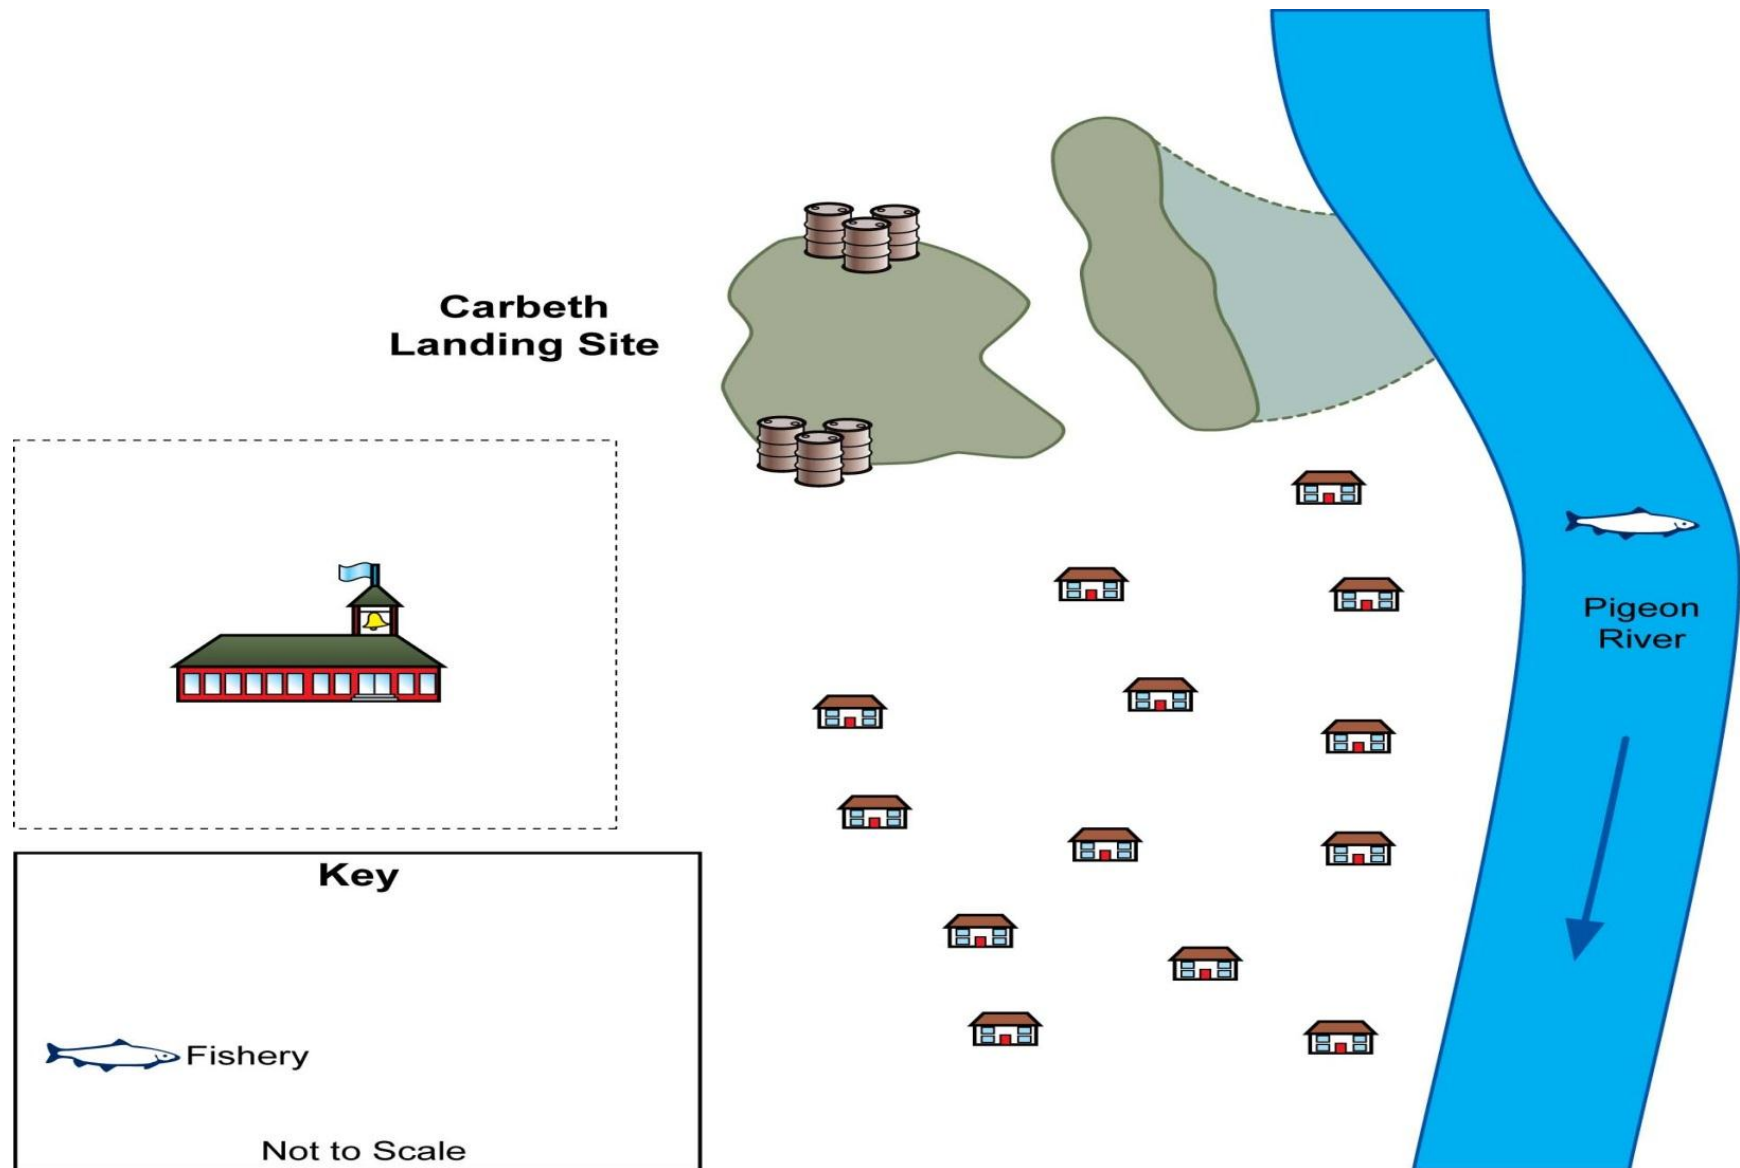 Carbeth
Landing Site
Pigeon
River
Key
Fishery
Not to Scale